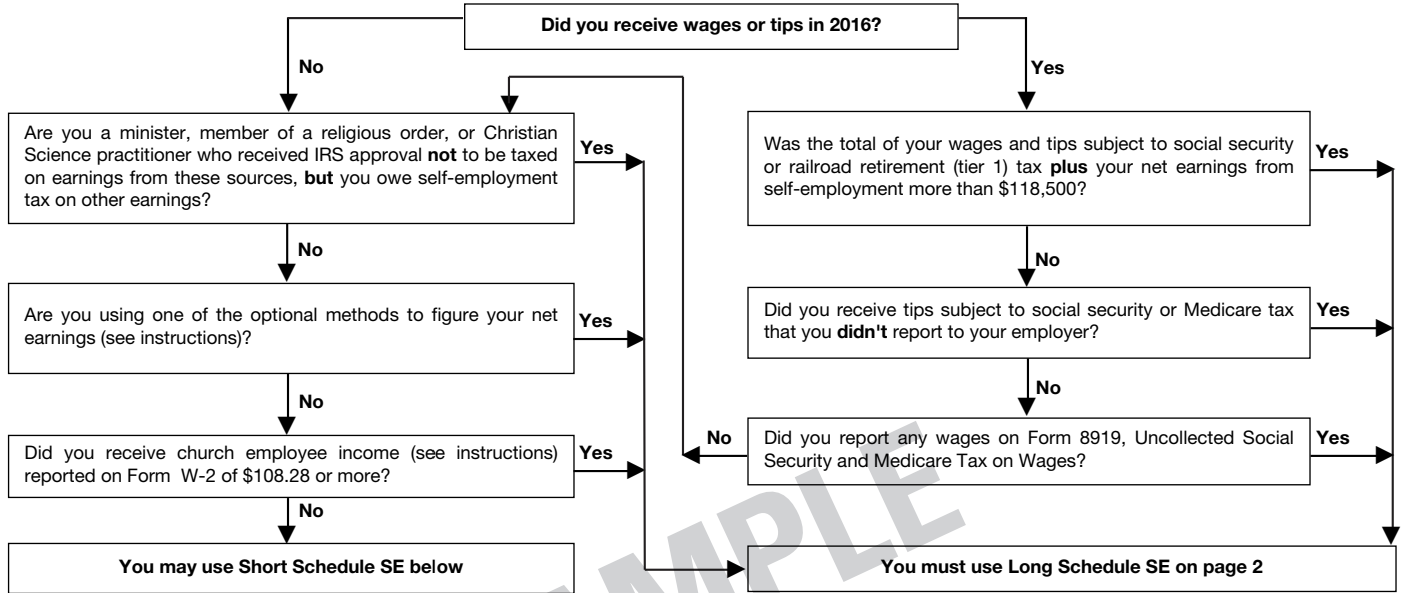 Did you receive wages or tips in 2016?
No
Yes
Are you a minister, member of a religious order, or Christian
Science practitioner who received IRS approval not to be taxed
on earnings from these sources, but you owe self-employment
tax on other earnings?
Yes
Was the total of your wages and tips subject to social security
or railroad retirement (tier 1) tax plus your net earnings from
self-employment more than $118,500?
Yes
No
No
Are you using one of the optional methods to figure your net
earnings (see instructions)?
Yes
Did you receive tips subject to social security or Medicare tax
that you didn't report to your employer?
Yes
No
No
Did you receive church employee income (see instructions)
reported on Form W-2 of $108.28 or more?
Yes
No
Did you report any wages on Form 8919, Uncollected Social
Security and Medicare Tax on Wages?
Yes
No
You may use Short Schedule SE below
You must use Long Schedule SE on page 2